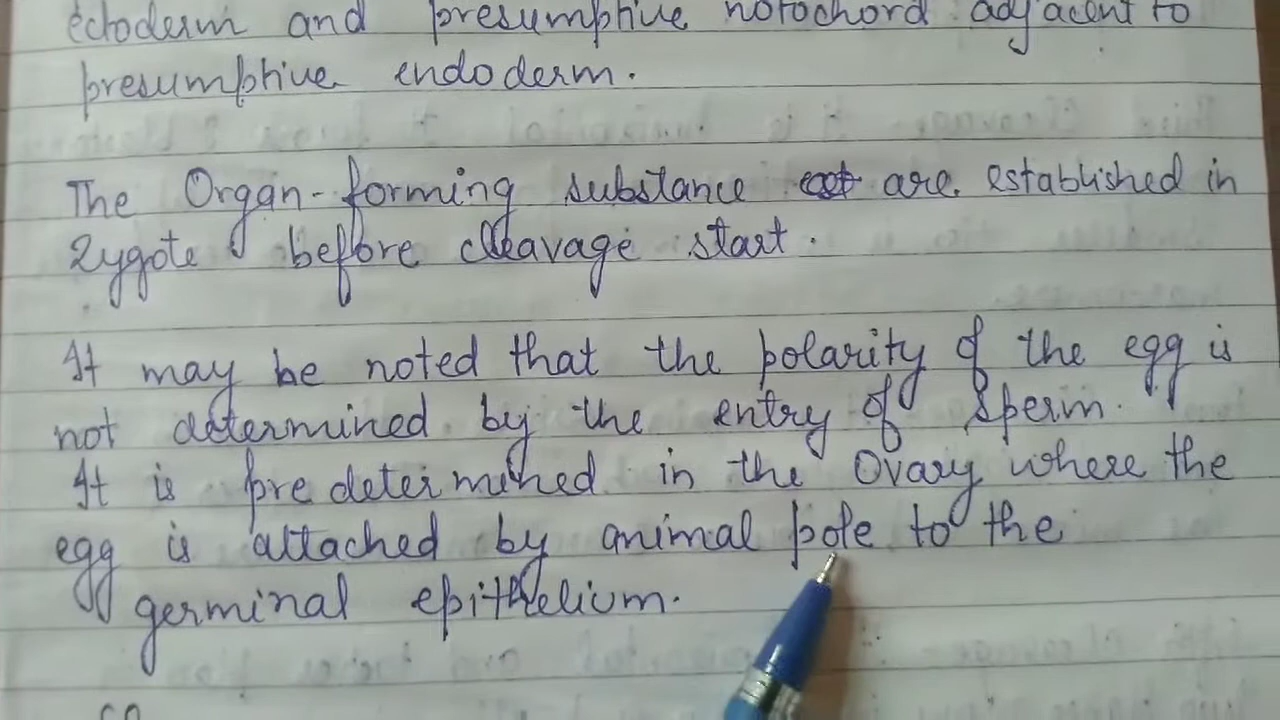 ectoderm and presumptive notochord adjacent to
presumptive endoderm.
The Organ-forming substance are established in
Zygote before cleavage start.
It may be noted that the polarity of the egg is
not determined by the entry of sperm.
It is predetermined in the Ovary where the
egg is attached by animal pole to the
germinal epithelium.